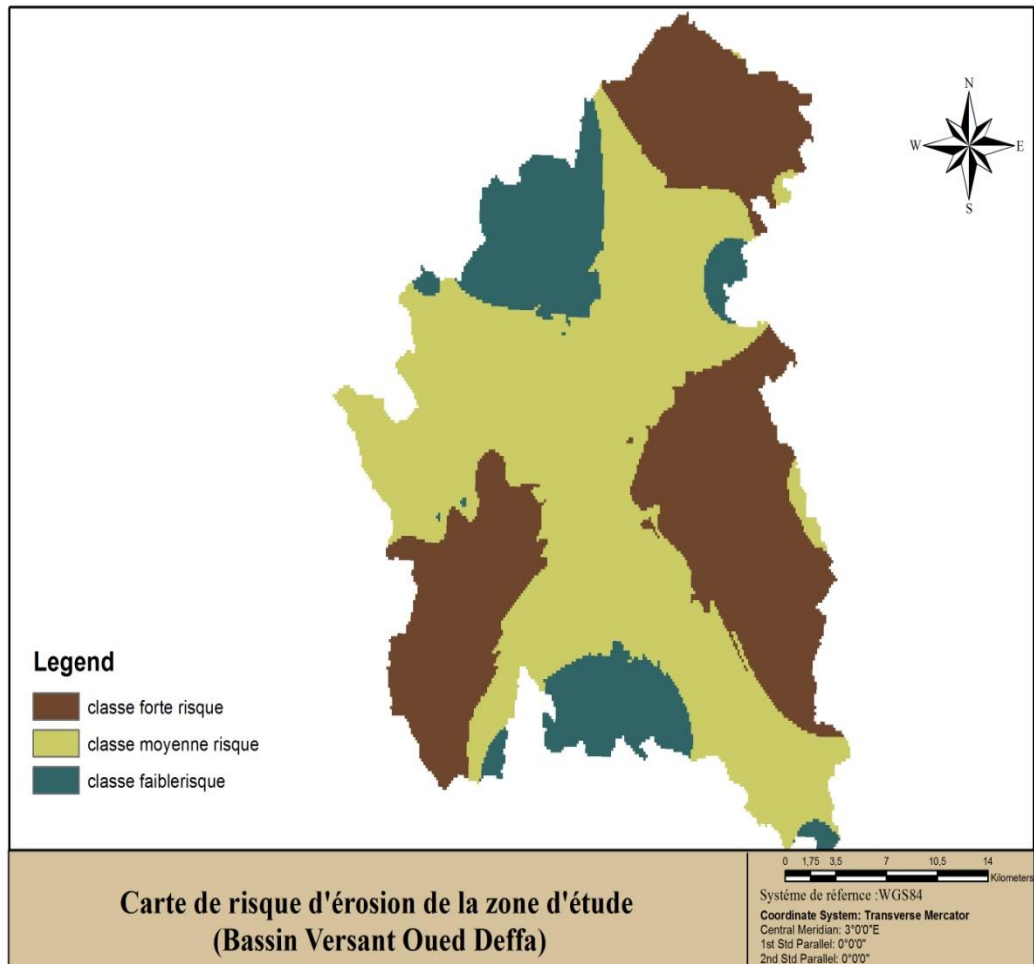 N
W E
S
Legend
classe forte risque
classe moyenne risque
classe faiblerisque
Carte de risque d'érosion de la zone d'étude
(Bassin Versant Oued Deffa)
0 1,75 3,5 7 10,5 14
Kilometers
Systéme de réfernce :WGS84
Coordinate System: Transverse Mercator
Central Meridian: 3°0'0"E
1st Std Parallel: 0°0'0"
2nd Std Parallel: 0°0'0"